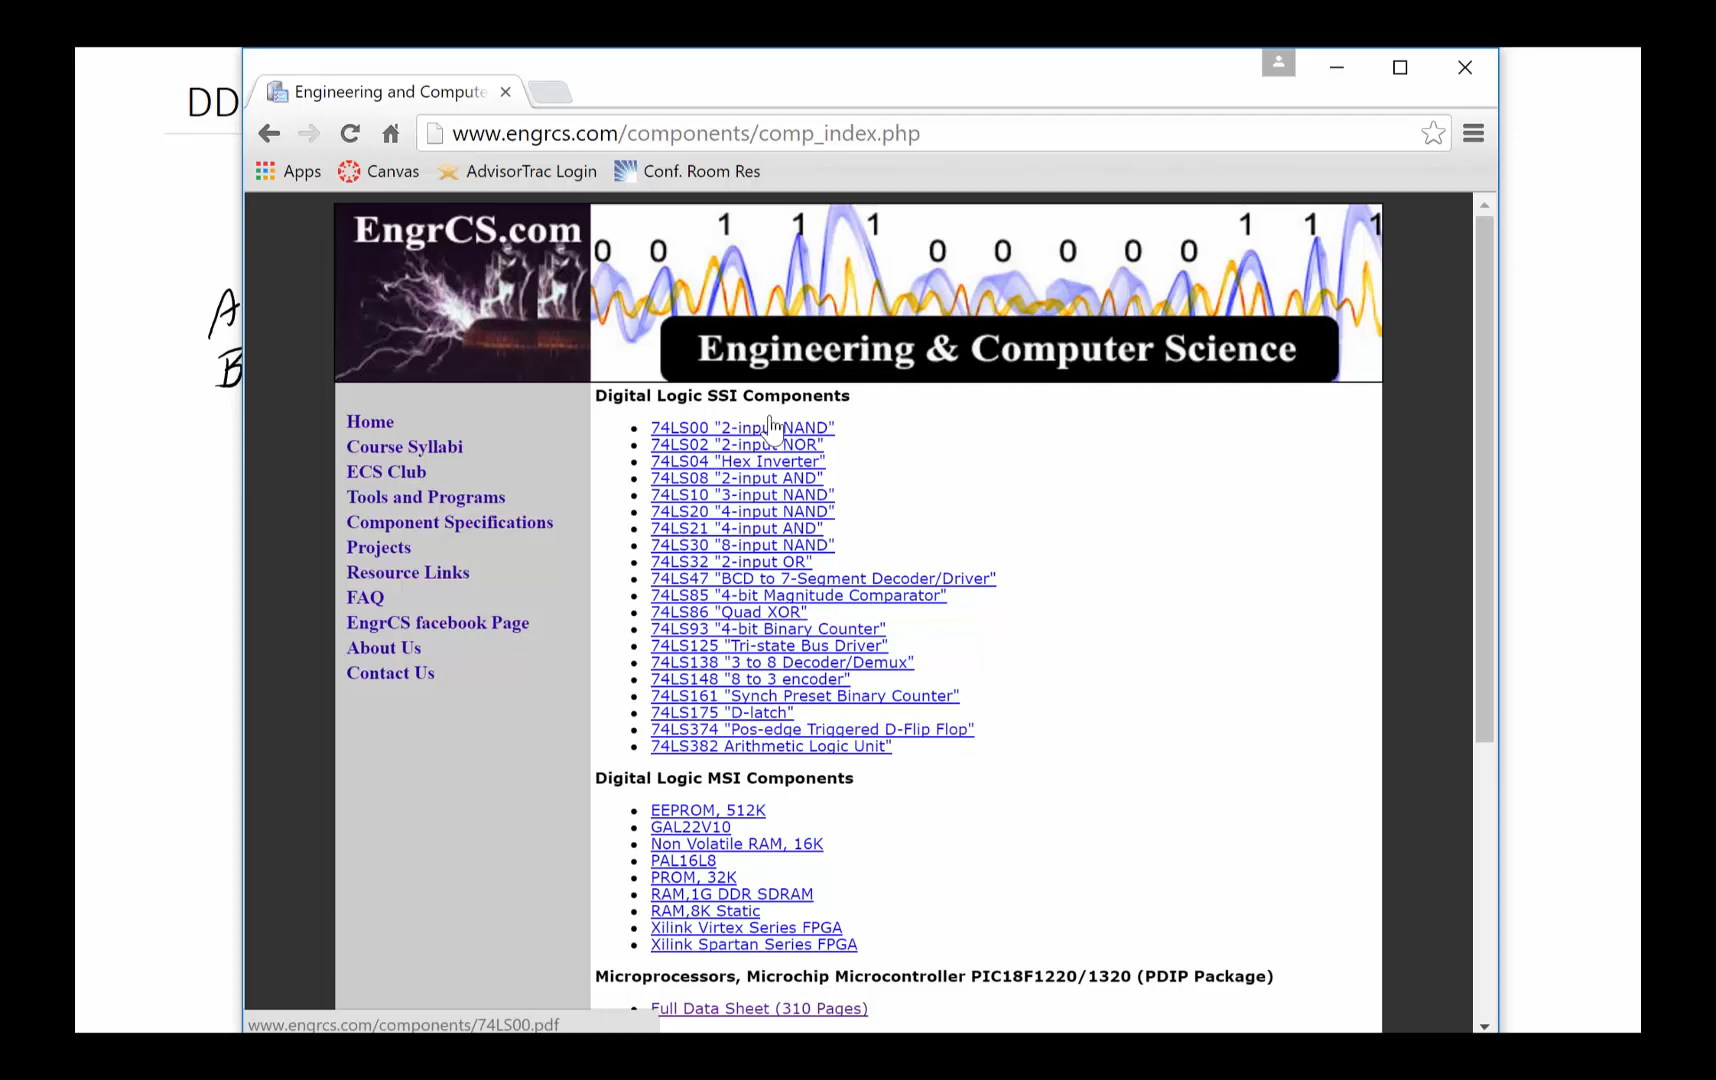 DD
A
B
Engineering and Compute
www.engrcs.com/components/comp_index.php
Apps Canvas AdvisorTrac Login Conf. Room Res
EngrCS.com
0 0 1 1 1 0 0 0 0 0 1 1 1
Engineering & Computer Science
Home
Course Syllabi
ECS Club
Tools and Programs
Component Specifications
Projects
Resource Links
FAQ
EngrCS facebook Page
About Us
Contact Us
Digital Logic SSI Components
74LS00 "2-input NAND"
74LS02 "2-input NOR"
74LS04 "Hex Inverter"
74LS08 "2-input AND"
74LS10 "3-input NAND"
74LS20 "4-input NAND"
74LS21 "4-input AND"
74LS30 "8-input NAND"
74LS32 "2-input OR"
74LS47 "BCD to 7-Segment Decoder/Driver"
74LS85 "4-bit Magnitude Comparator"
74LS86 "Quad XOR"
74LS93 "4-bit Binary Counter"
74LS125 "Tri-state Bus Driver"
74LS138 "3 to 8 Decoder/Demux"
74LS148 "8 to 3 encoder"
74LS161 "Synch Preset Binary Counter"
74LS175 "D-latch"
74LS374 "Pos-edge Triggered D-Flip Flop"
74LS382 Arithmetic Logic Unit"
Digital Logic MSI Components
EEPROM, 512K
GAL22V10
Non Volatile RAM, 16K
PAL16L8
PROM, 32K
RAM,1G DDR SDRAM
RAM,8K Static
Xilink Virtex Series FPGA
Xilink Spartan Series FPGA
Microprocessors, Microchip Microcontroller PIC18F1220/1320 (PDIP Package)
Full Data Sheet (310 Pages)
www.engrcs.com/components/74LS00.pdf